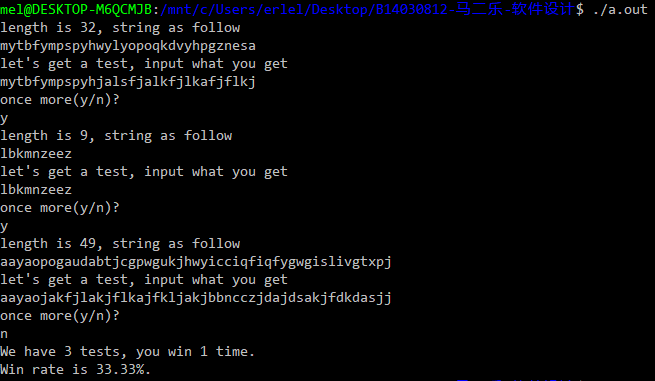 mel@DESKTOP-M6QCMJB:/mnt/c/Users/erlel/Desktop/B14030812-马二乐-软件设计$ ./a.out
length is 32, string as follow
mytbfympspyhwylyopoqkdvyhpgznesa
let's get a test, input what you get
mytbfympspyhjalsfjalkfjlkafjflkj
once more(y/n)?
y
length is 9, string as follow
lbkmnzeez
let's get a test, input what you get
lbkmnzeez
once more(y/n)?
y
length is 49, string as follow
aayaopogaudabtjcgpwgukjhwyicciqfiqfygwgislivgtxpj
let's get a test, input what you get
aayaojakfjlakjflkajfkljakjbbncczjdajdsakjfdkdasjj
once more(y/n)?
n
We have 3 tests, you win 1 time.
Win rate is 33.33%.